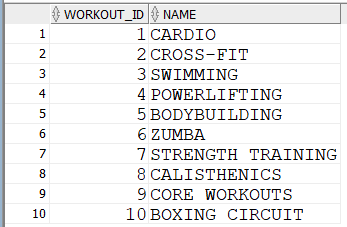 WORKOUT_ID NAME
1 1 CARDIO
2 2 CROSS-FIT
3 3 SWIMMING
4 4 POWERLIFTING
5 5 BODYBUILDING
6 6 ZUMBA
7 7 STRENGTH TRAINING
8 8 CALISTHENICS
9 9 CORE WORKOUTS
10 10 BOXING CIRCUIT